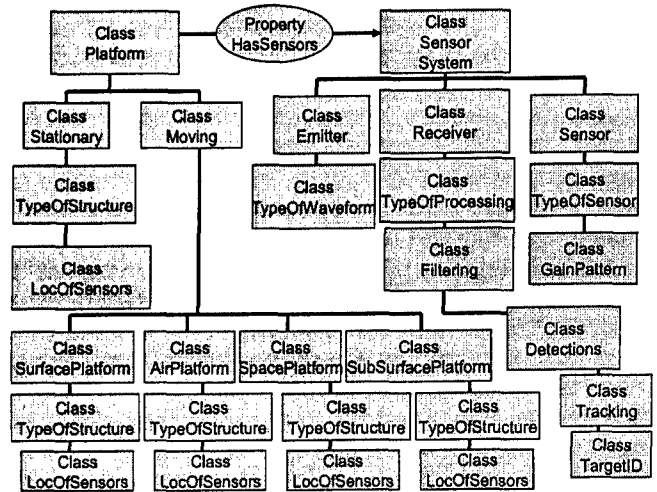 Class
Platform
Property
HasSensors
Class
Sensor
System
Class
Stationary
Class
Moving
Class
Emitter
Class
Receiver
Class
Sensor
Class
TypeOfStructure
Class
TypeOfWaveform
Class
TypeOfProcessing
Class
TypeOfSensor
Class
LocOfSensors
Class
Filtering
Class
GainPattern
Class
SurfacePlatform
Class
AirPlatform
Class
SpacePlatform
Class
SubSurfacePlatform
Class
Detections
Class
TypeOfStructure
Class
TypeOfStructure
Class
TypeOfStructure
Class
TypeOfStructure
Class
Tracking
Class
LocOfSensors
Class
LocOfSensors
Class
LocOfSensors
Class
LocOfSensors
Class
TargetID